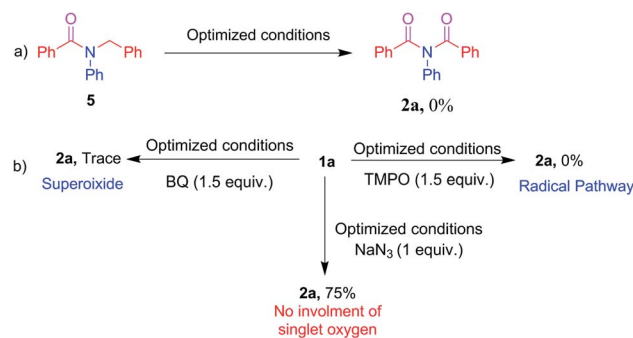 a)
O
Ph
N
Ph
Ph
5
Optimized conditions
O O
Ph
N
Ph
Ph
2a, 0%
b)
2a, Trace
Superoixide
Optimized conditions
BQ (1.5 equiv.)
1a
Optimized conditions
TMPO (1.5 equiv.)
2a, 0%
Radical Pathway
Optimized conditions
NaN₃ (1 equiv.)
2a, 75%
No involment of
singlet oxygen